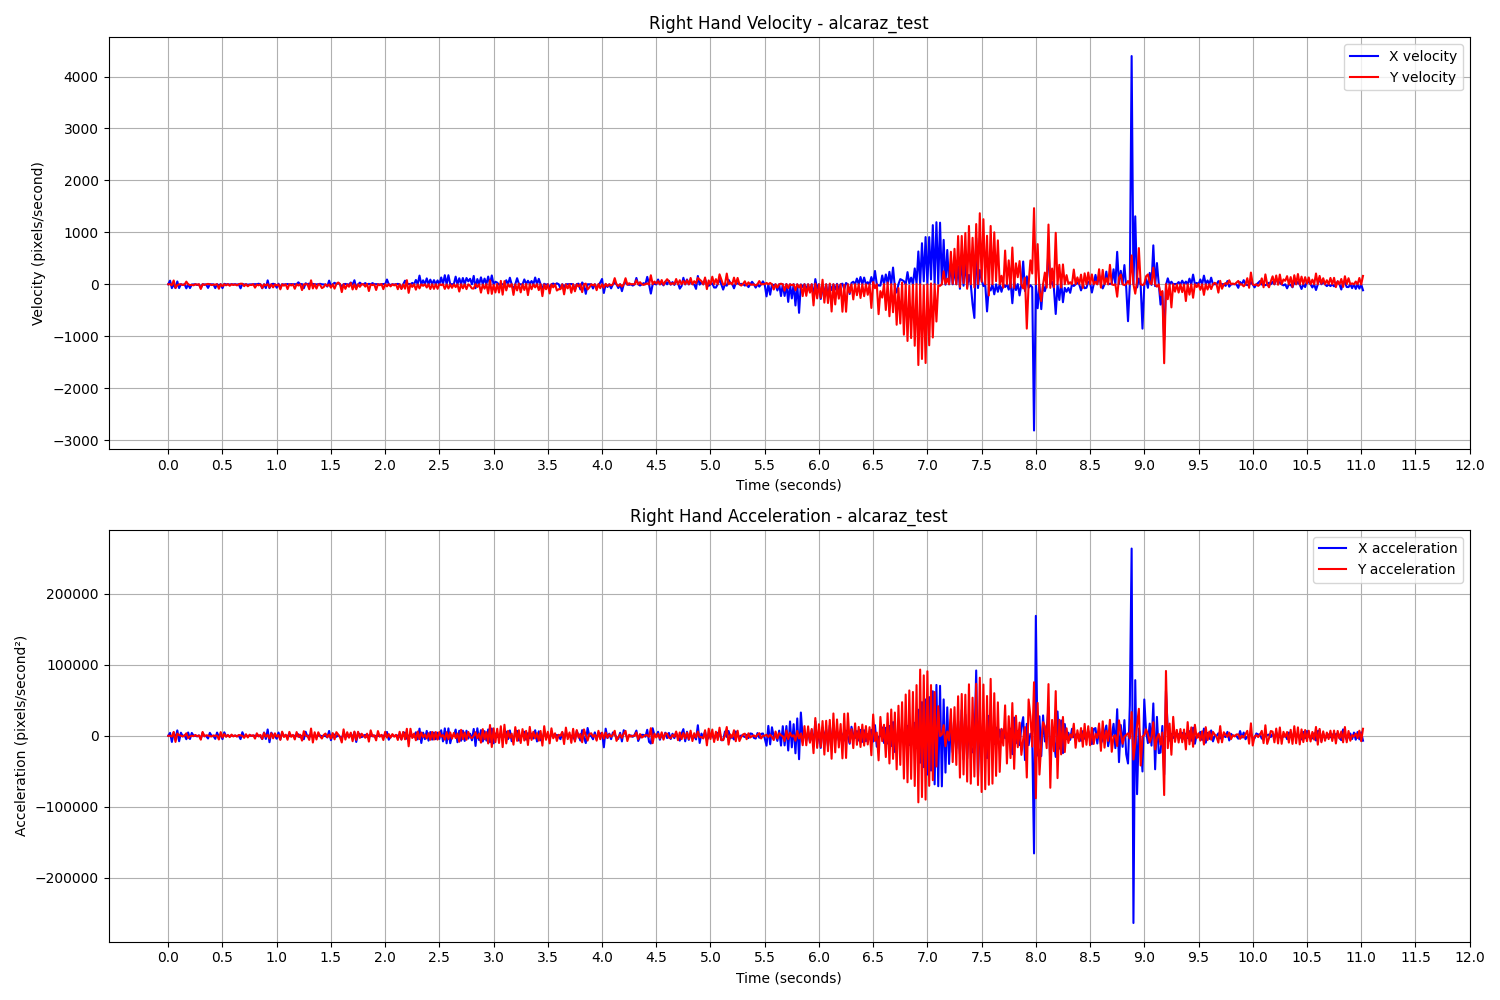 Right Hand Velocity - alcaraz_test
X velocity
Y velocity
Velocity (pixels/second)
4000
3000
2000
1000
0
−1000
−2000
−3000
0.0 0.5 1.0 1.5 2.0 2.5 3.0 3.5 4.0 4.5 5.0 5.5 6.0 6.5 7.0 7.5 8.0 8.5 9.0 9.5 10.0 10.5 11.0 11.5 12.0
Time (seconds)
Right Hand Acceleration - alcaraz_test
X acceleration
Y acceleration
Acceleration (pixels/second²)
200000
100000
0
−100000
−200000
0.0 0.5 1.0 1.5 2.0 2.5 3.0 3.5 4.0 4.5 5.0 5.5 6.0 6.5 7.0 7.5 8.0 8.5 9.0 9.5 10.0 10.5 11.0 11.5 12.0
Time (seconds)